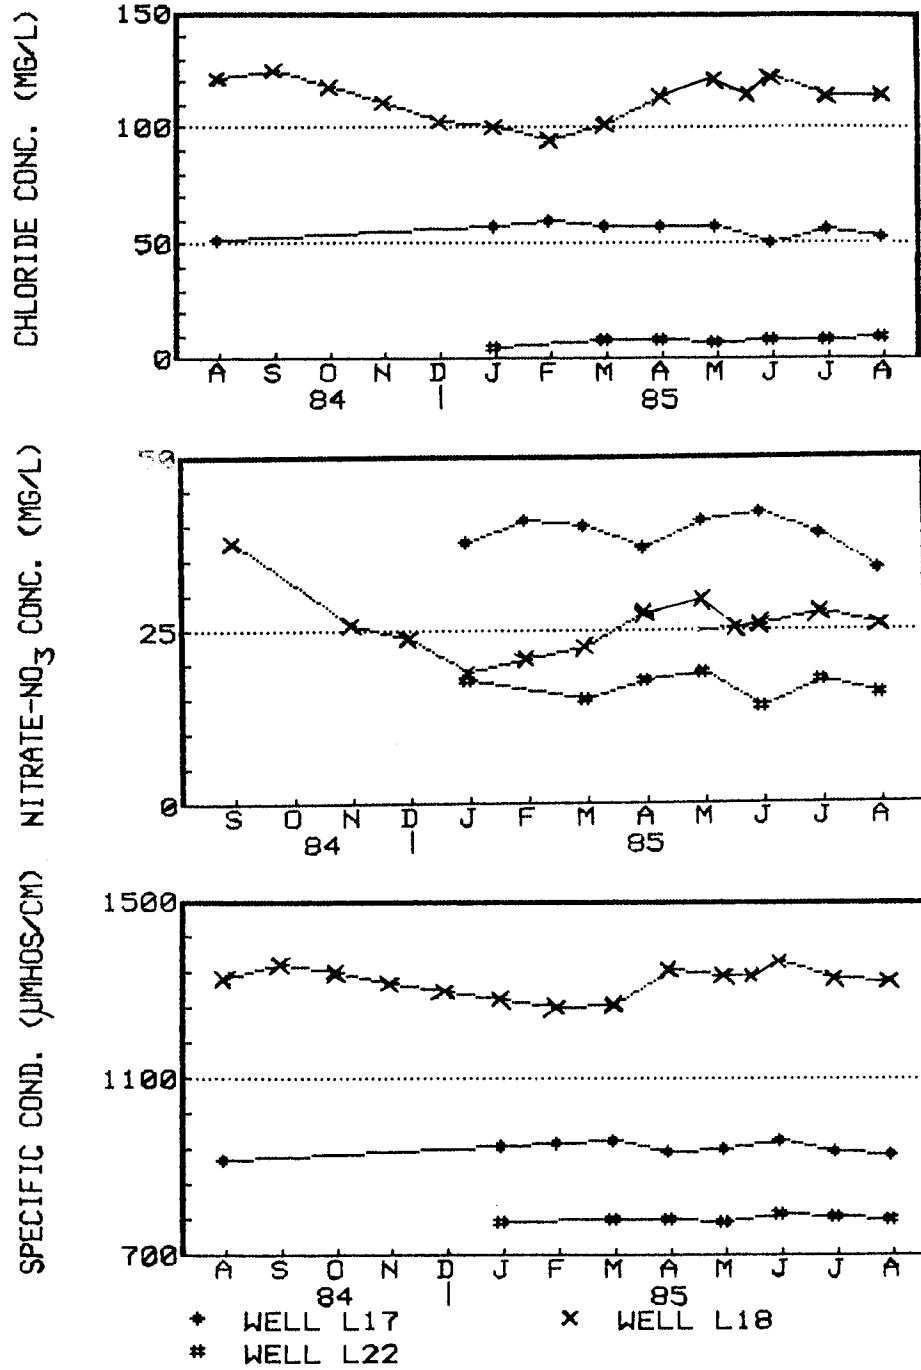 CHLORIDE CONC. (MG/L)
150
100
50
0
A S O N D J F M A M J J A
84 | 85
NITRATE-NO3 CONC. (MG/L)
50
25
0
S O N D J F M A M J J A
84 | 85
SPECIFIC COND. (µMHOS/CM)
1500
1100
700
A S O N D J F M A M J J A
84 | 85
WELL L17
WELL L18
WELL L22